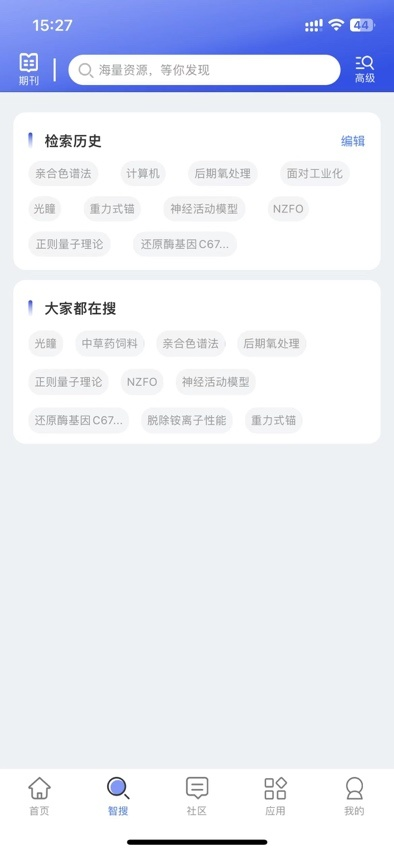 15:27
44
期刊
海量资源，等你发现
高级
检索历史
编辑
亲合色谱法 计算机 后期氧处理 面对工业化
光瞳 重力式锚 神经活动模型 NZFO
正则量子理论 还原酶基因C67...
大家都在搜
光瞳 中草药饲料 亲合色谱法 后期氧处理
正则量子理论 NZFO 神经活动模型
还原酶基因C67... 脱除铵离子性能 重力式锚
首页 智搜 社区 应用 我的